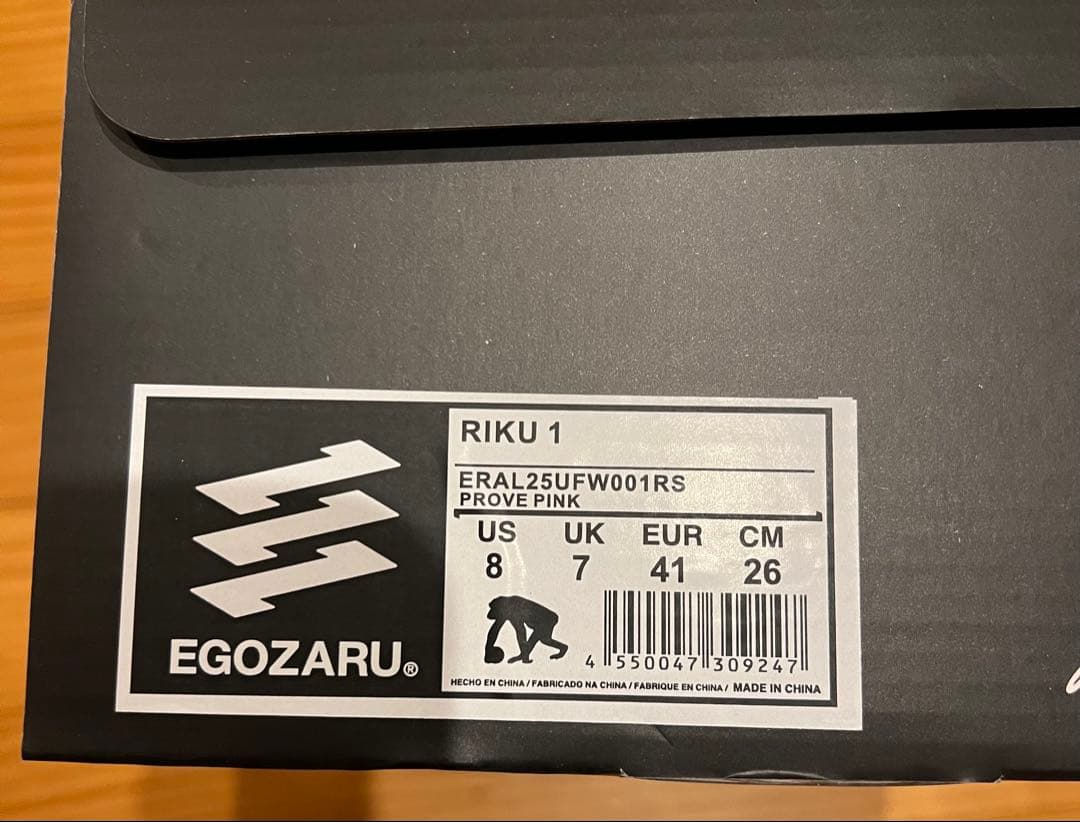 RIKU 1
ERAL25UFW001RS
PROVE PINK
US UK EUR CM
8 7 41 26
EGOZARU®
4 550047 309247
HECHO EN CHINA / FABRICADO NA CHINA / FABRIQUE EN CHINA / MADE IN CHINA